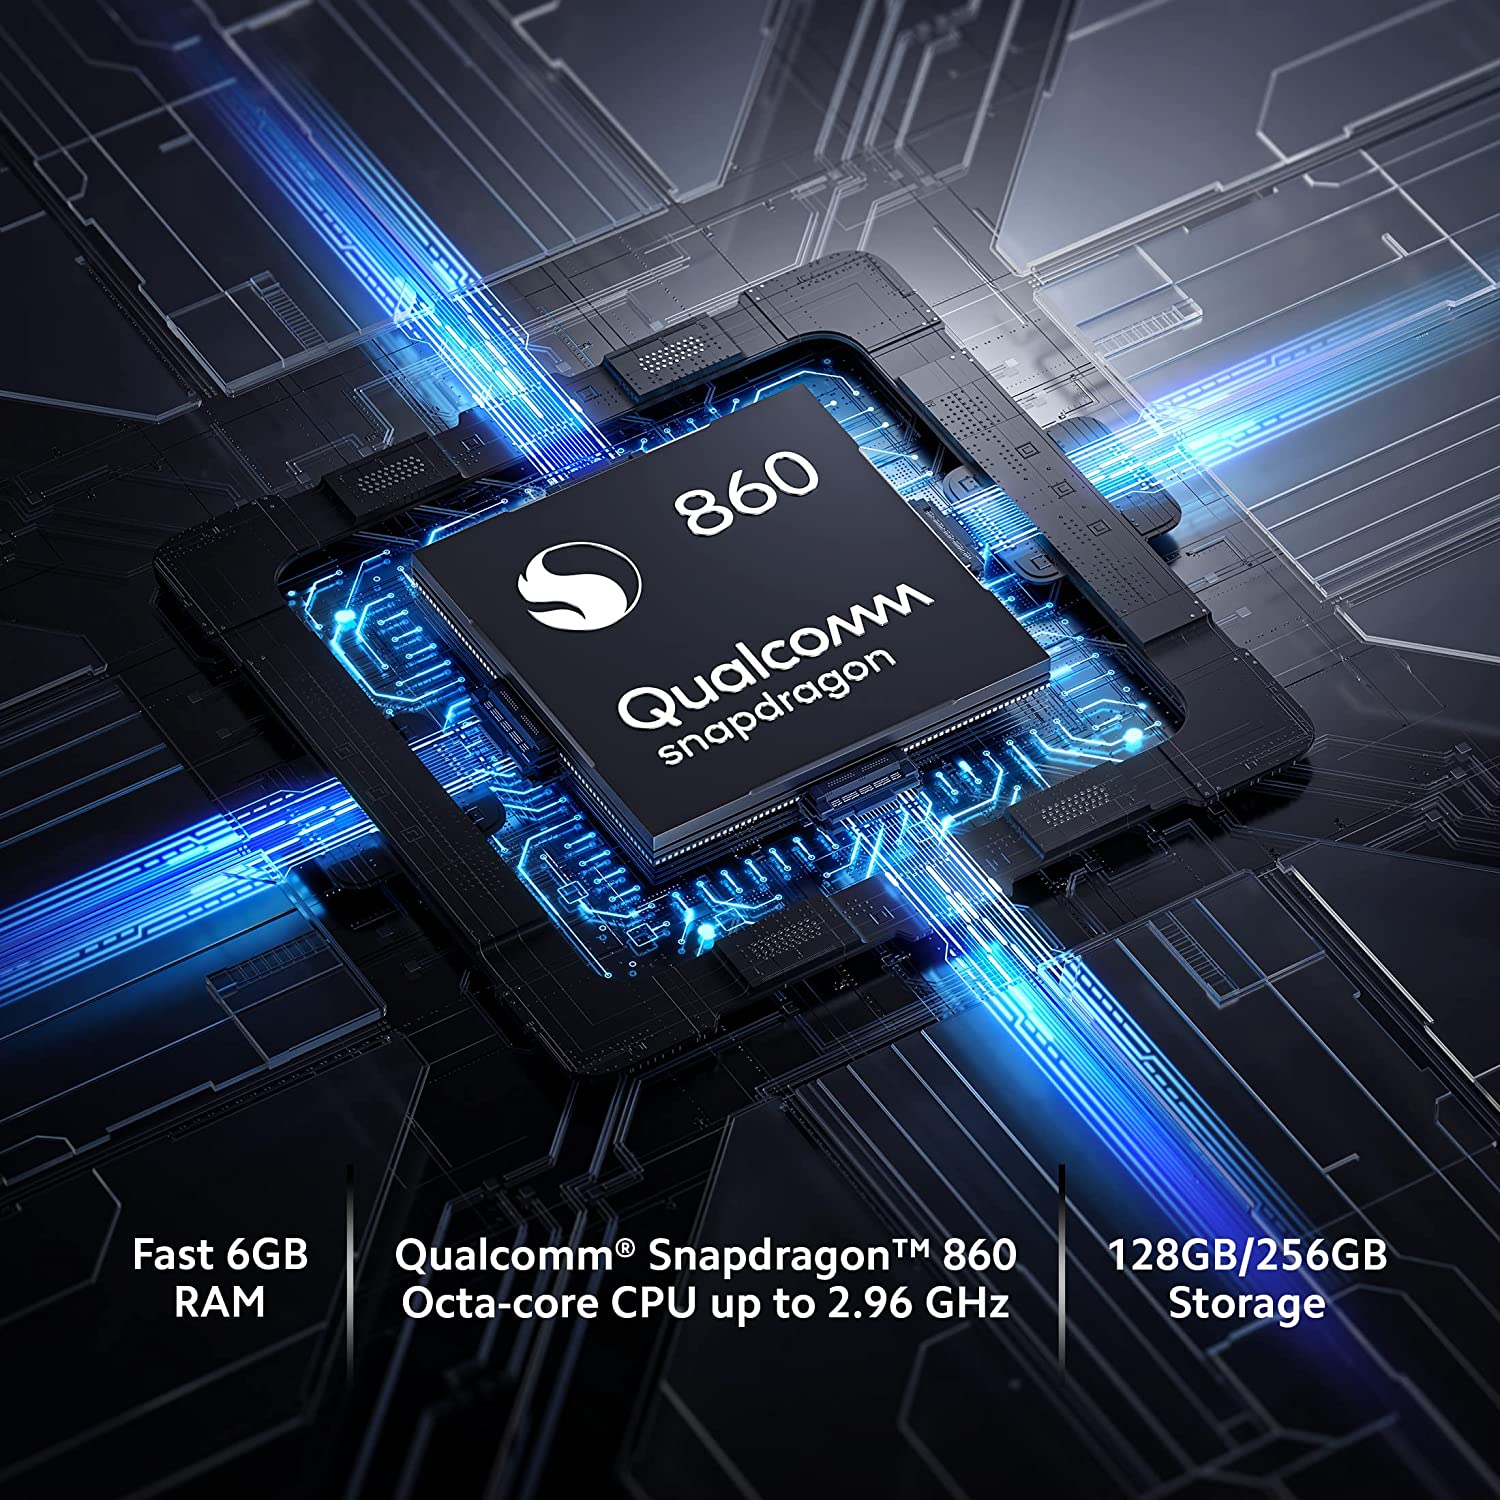 860
Qualcomm
snapdragon
Fast 6GB
RAM
Qualcomm® Snapdragon™ 860
Octa-core CPU up to 2.96 GHz
128GB/256GB
Storage